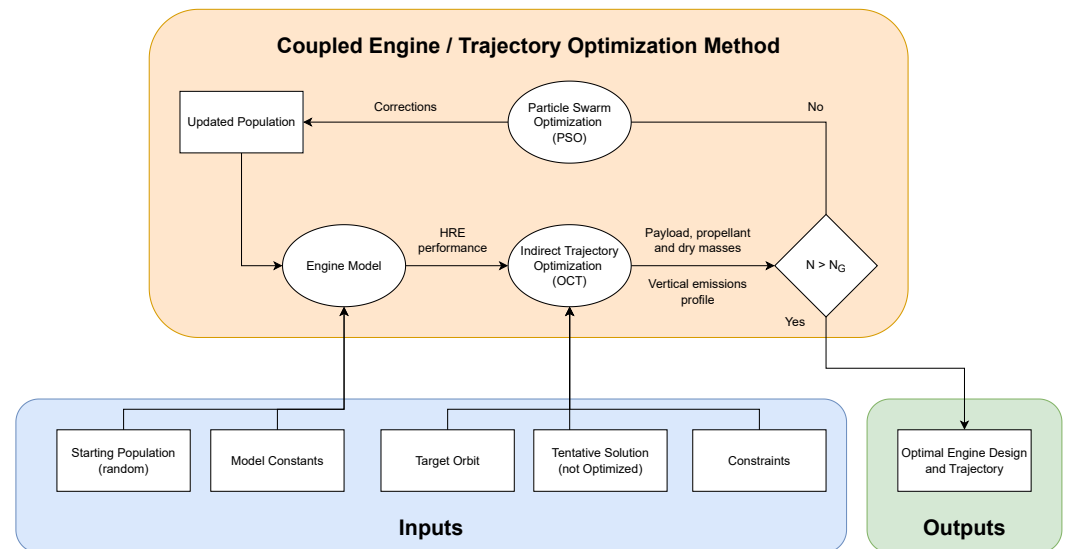 Coupled Engine / Trajectory Optimization Method
Updated Population
Corrections
Particle Swarm
Optimization
(PSO)
No
Engine Model
HRE
performance
Indirect Trajectory
Optimization
(OCT)
Payload, propellant
and dry masses
Vertical emissions
profile
N > N_G
Yes
Starting Population
(random)
Model Constants
Target Orbit
Tentative Solution
(not Optimized)
Constraints
Inputs
Optimal Engine Design
and Trajectory
Outputs